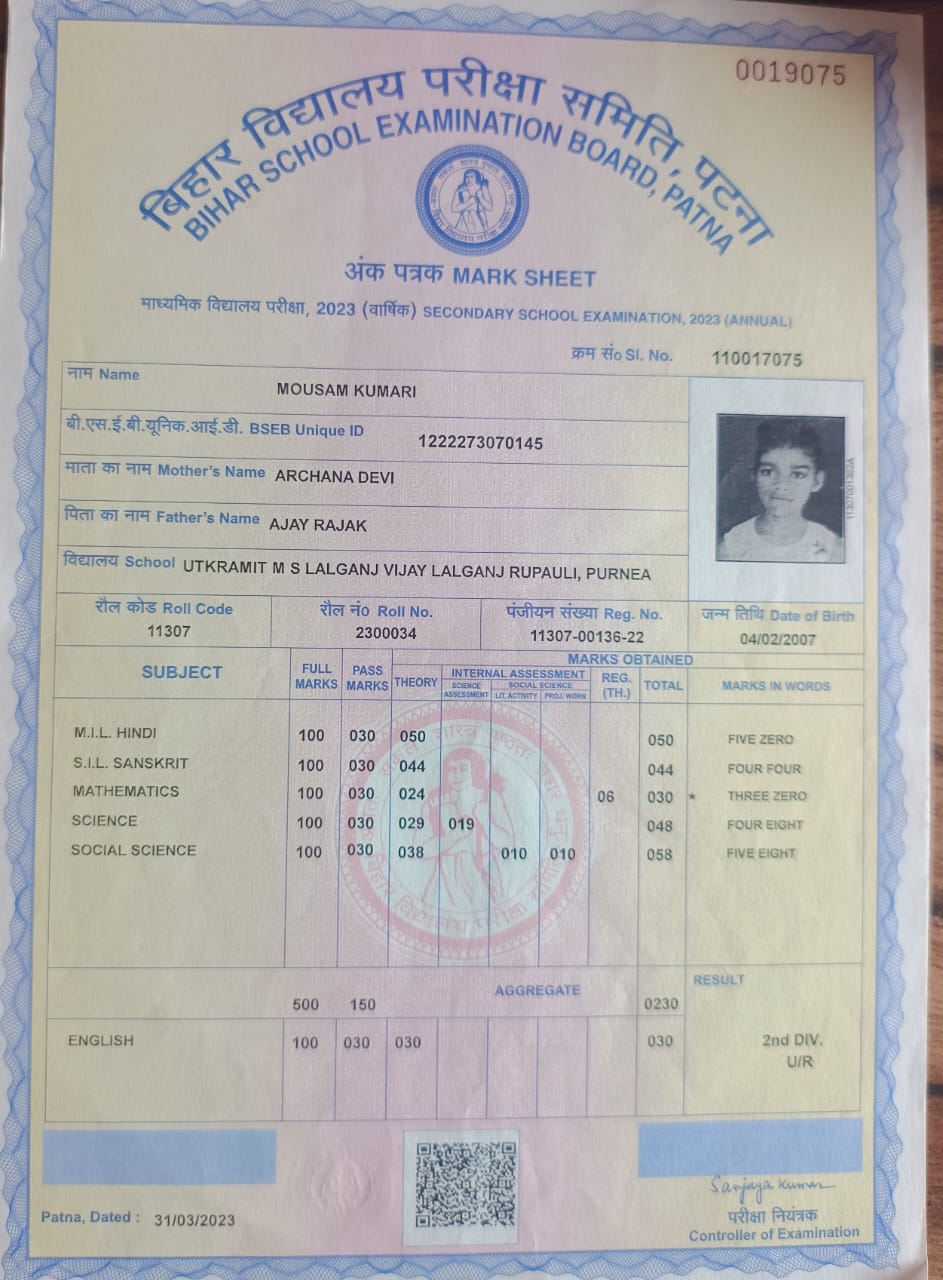 0019075
बिहार विद्यालय परीक्षा समिति, पटना
BIHAR SCHOOL EXAMINATION BOARD, PATNA
अंक पत्रक MARK SHEET
माध्यमिक विद्यालय परीक्षा, 2023 (वार्षिक) SECONDARY SCHOOL EXAMINATION, 2023 (ANNUAL)
क्रम सं० Sl. No. 110017075
नाम Name MOUSAM KUMARI
बी.एस.ई.बी.यूनिक.आई.डी. BSEB Unique ID 1222273070145
माता का नाम Mother's Name ARCHANA DEVI
पिता का नाम Father's Name AJAY RAJAK
विद्यालय School UTKRAMIT M S LALGANJ VIJAY LALGANJ RUPAULI, PURNEA
रौल कोड Roll Code रौल नं० Roll No. पंजीयन संख्या Reg. No. जन्म तिथि Date of Birth
11307 2300034 11307-00136-22 04/02/2007
SUBJECT FULL MARKS PASS MARKS MARKS OBTAINED
THEORY INTERNAL ASSESSMENT REG. (TH.) TOTAL MARKS IN WORDS
SCIENCE ASSESSMENT SOCIAL SCIENCE
LIT. ACTIVITY PROJ. WORK
M.I.L. HINDI 100 030 050 050 FIVE ZERO
S.I.L. SANSKRIT 100 030 044 044 FOUR FOUR
MATHEMATICS 100 030 024 06 030 * THREE ZERO
SCIENCE 100 030 029 019 048 FOUR EIGHT
SOCIAL SCIENCE 100 030 038 010 010 058 FIVE EIGHT
500 150 AGGREGATE 0230 RESULT
ENGLISH 100 030 030 030 2nd DIV.
U/R
Patna, Dated : 31/03/2023
Sanjaya Kumar
परीक्षा नियंत्रक
Controller of Examination